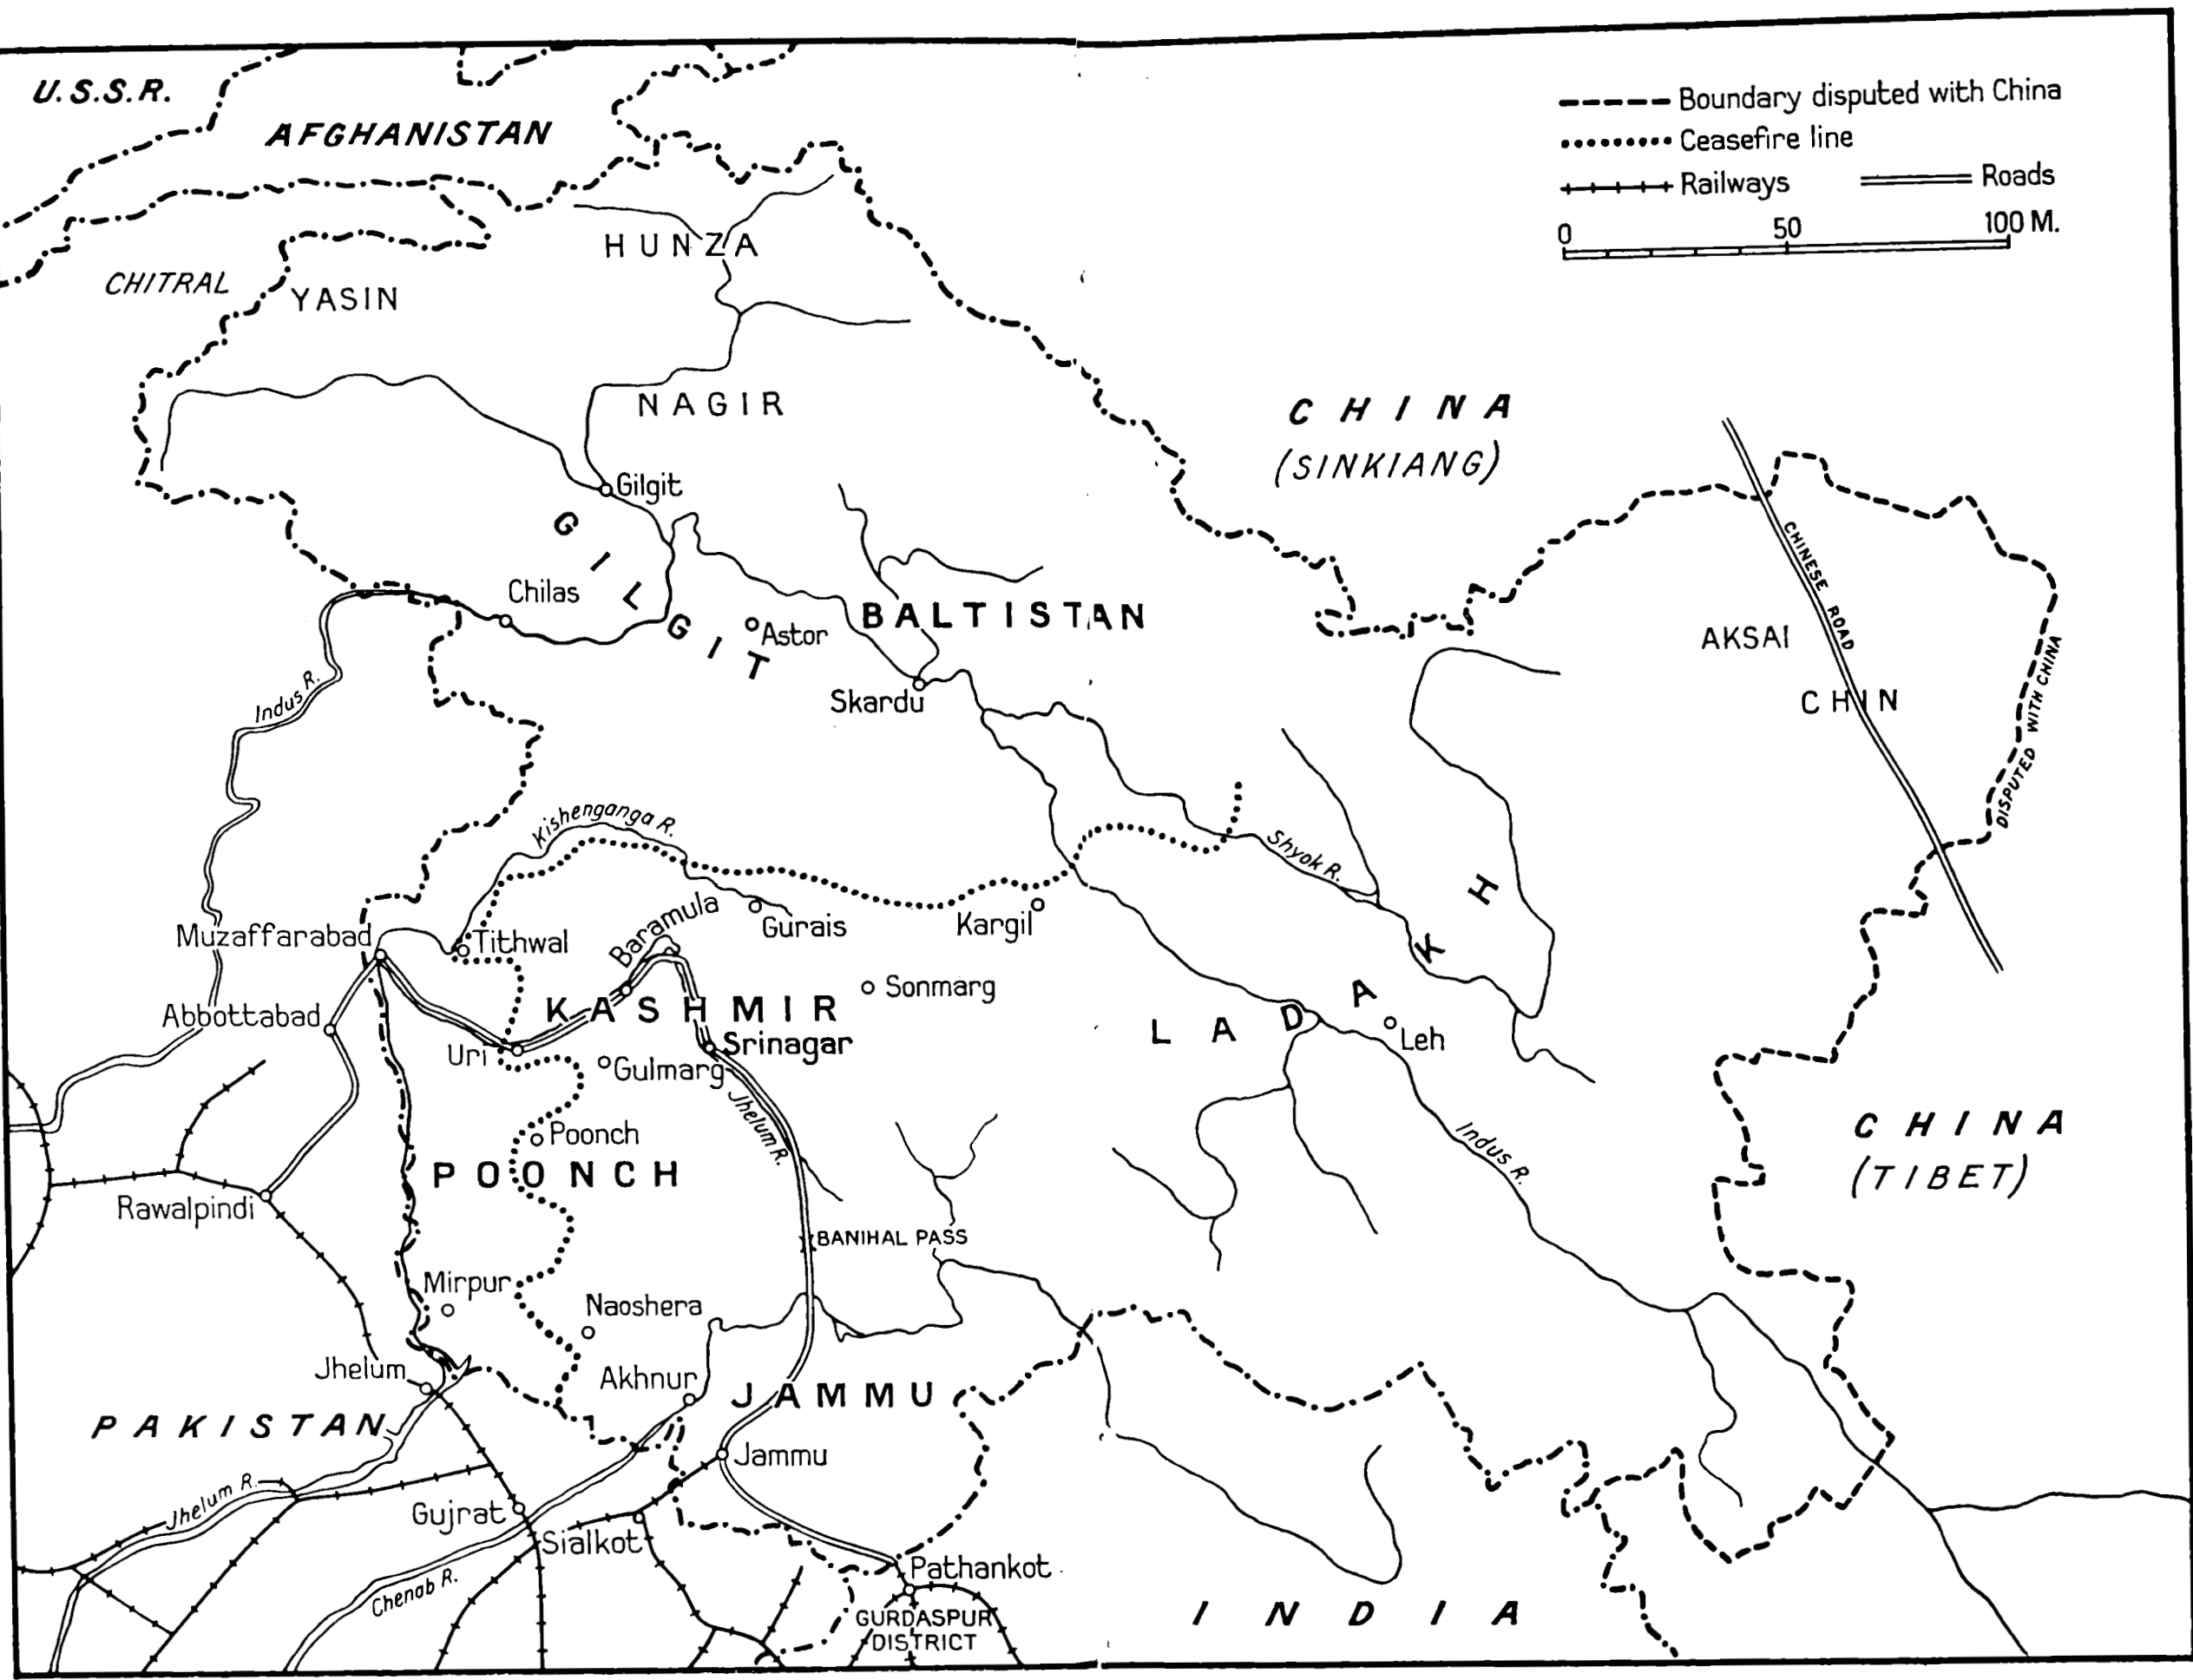 U.S.S.R.
AFGHANISTAN
Boundary disputed with China
Ceasefire line
Railways
Roads
0 50 100 M.
HUNZA
CHITRAL
YASIN
NAGIR
CHINA
(SINKIANG)
Gilgit
GILGIT
CHINESE ROAD
Chilas
Astor
BALTISTAN
AKSAI
CHIN
DISPUTED WITH CHINA
Indus R.
Skardu
Kishenganga R.
Shyok R.
Muzaffarabad
Tithwal
Baramula
Gurais
Kargil
Abbottabad
KASHMIR
Sonmarg
LADAKH
Leh
Uri
Srinagar
Gulmarg
Jhelum R.
Poonch
POONCH
Indus R.
CHINA
(TIBET)
Rawalpindi
BANIHAL PASS
Mirpur
Naoshera
Jhelum
Akhnur
JAMMU
PAKISTAN
Jammu
Jhelum R.
Gujrat
Sialkot
Chenab R.
Pathankot
GURDASPUR
DISTRICT
INDIA